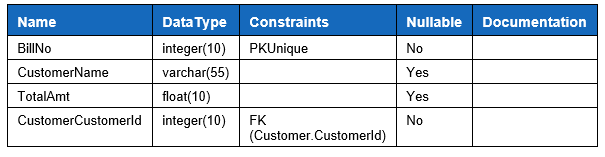 Name DataType Constraints Nullable Documentation
BillNo integer(10) PKUnique No
CustomerName varchar(55) Yes
TotalAmt float(10) Yes
CustomerCustomerId integer(10) FK No
(Customer.CustomerId)